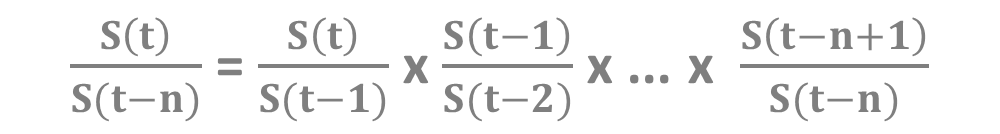 S(t)/S(t−n) = S(t)/S(t−1) x S(t−1)/S(t−2) x ... x S(t−n+1)/S(t−n)